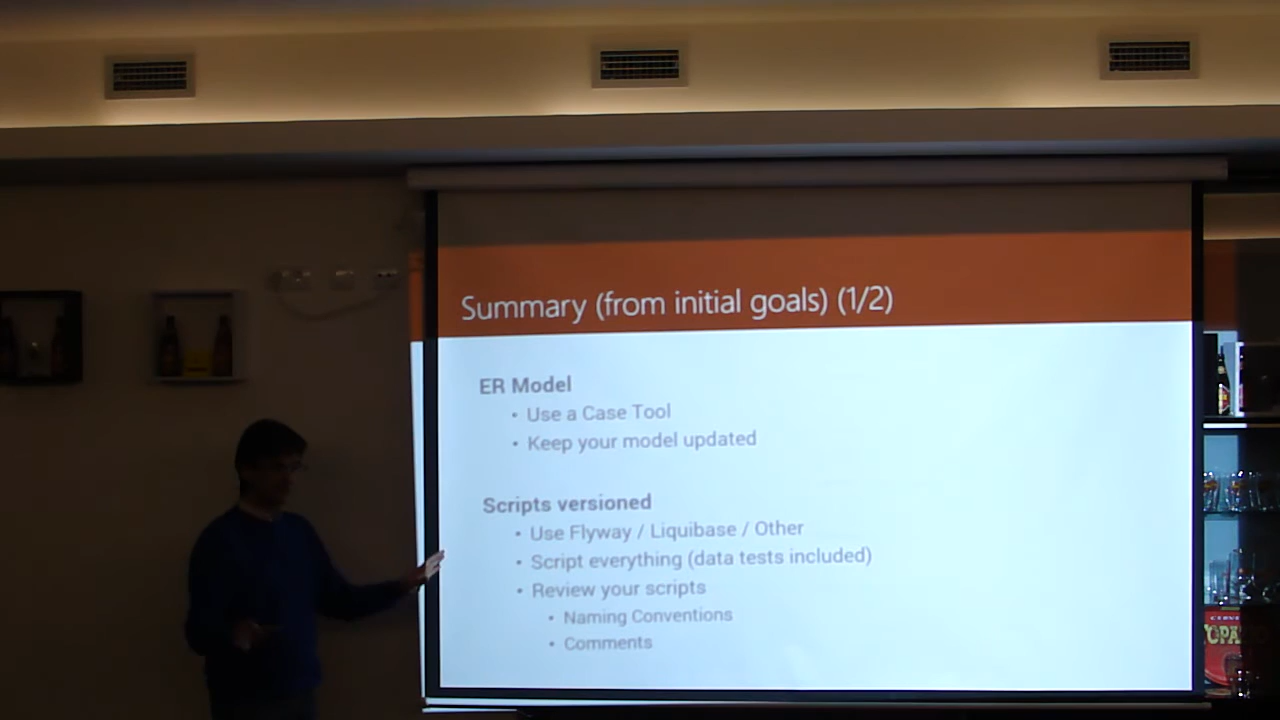 Summary (from initial goals) (1/2)
ER Model
• Use a Case Tool
• Keep your model updated
Scripts versioned
• Use Flyway / Liquibase / Other
• Script everything (data tests included)
• Review your scripts
• Naming Conventions
• Comments